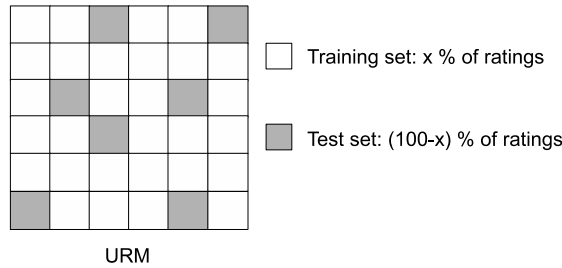 Training set: x % of ratings
Test set: (100-x) % of ratings
URM